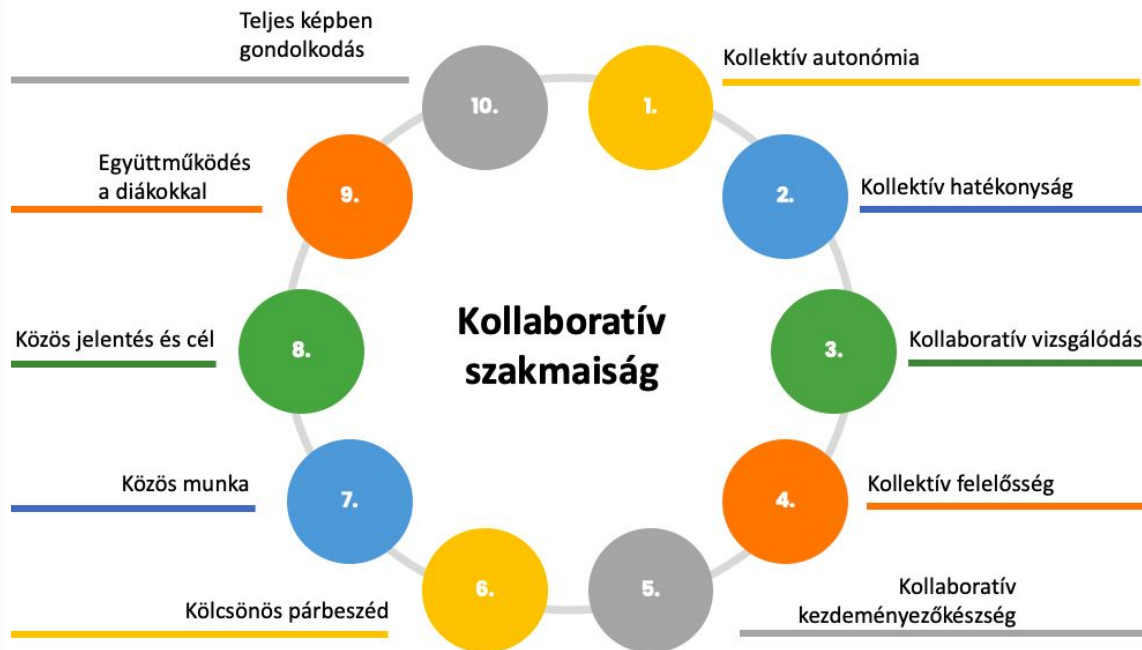 Kollaboratív
szakmaiság
1.
Kollektív autonómia
2.
Kollektív hatékonyság
3.
Kollaboratív vizsgálódás
4.
Kollektív felelősség
5.
Kollaboratív
kezdeményezőkészség
6.
Kölcsönös párbeszéd
7.
Közös munka
8.
Közös jelentés és cél
9.
Együttműködés
a diákokkal
10.
Teljes képben
gondolkodás